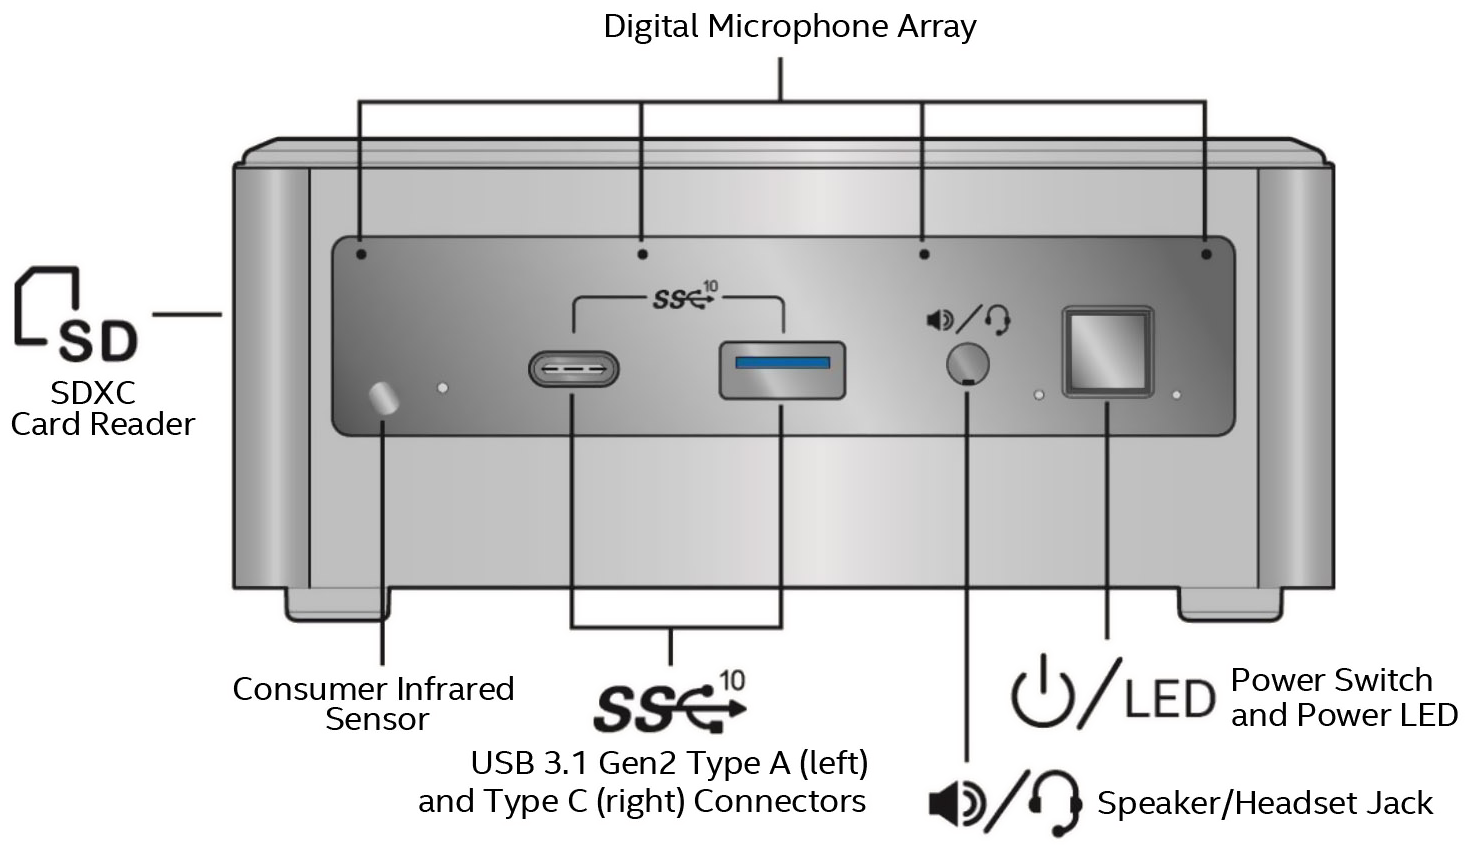 Digital Microphone Array
SS 10
SD
SDXC
Card Reader
Consumer Infrared
Sensor
SS 10
USB 3.1 Gen2 Type A (left)
and Type C (right) Connectors
/LED
Power Switch
and Power LED
/
Speaker/Headset Jack